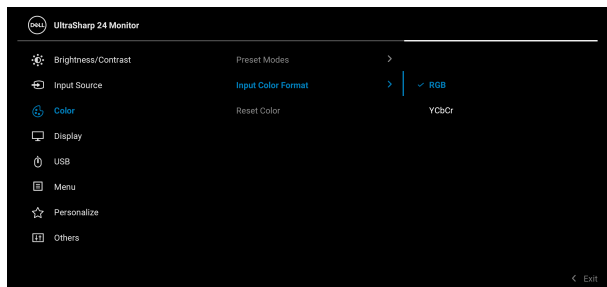 DELL UltraSharp 24 Monitor
Brightness/Contrast Preset Modes
Input Source Input Color Format ✓ RGB
Color Reset Color YCbCr
Display
USB
Menu
Personalize
Others
Exit